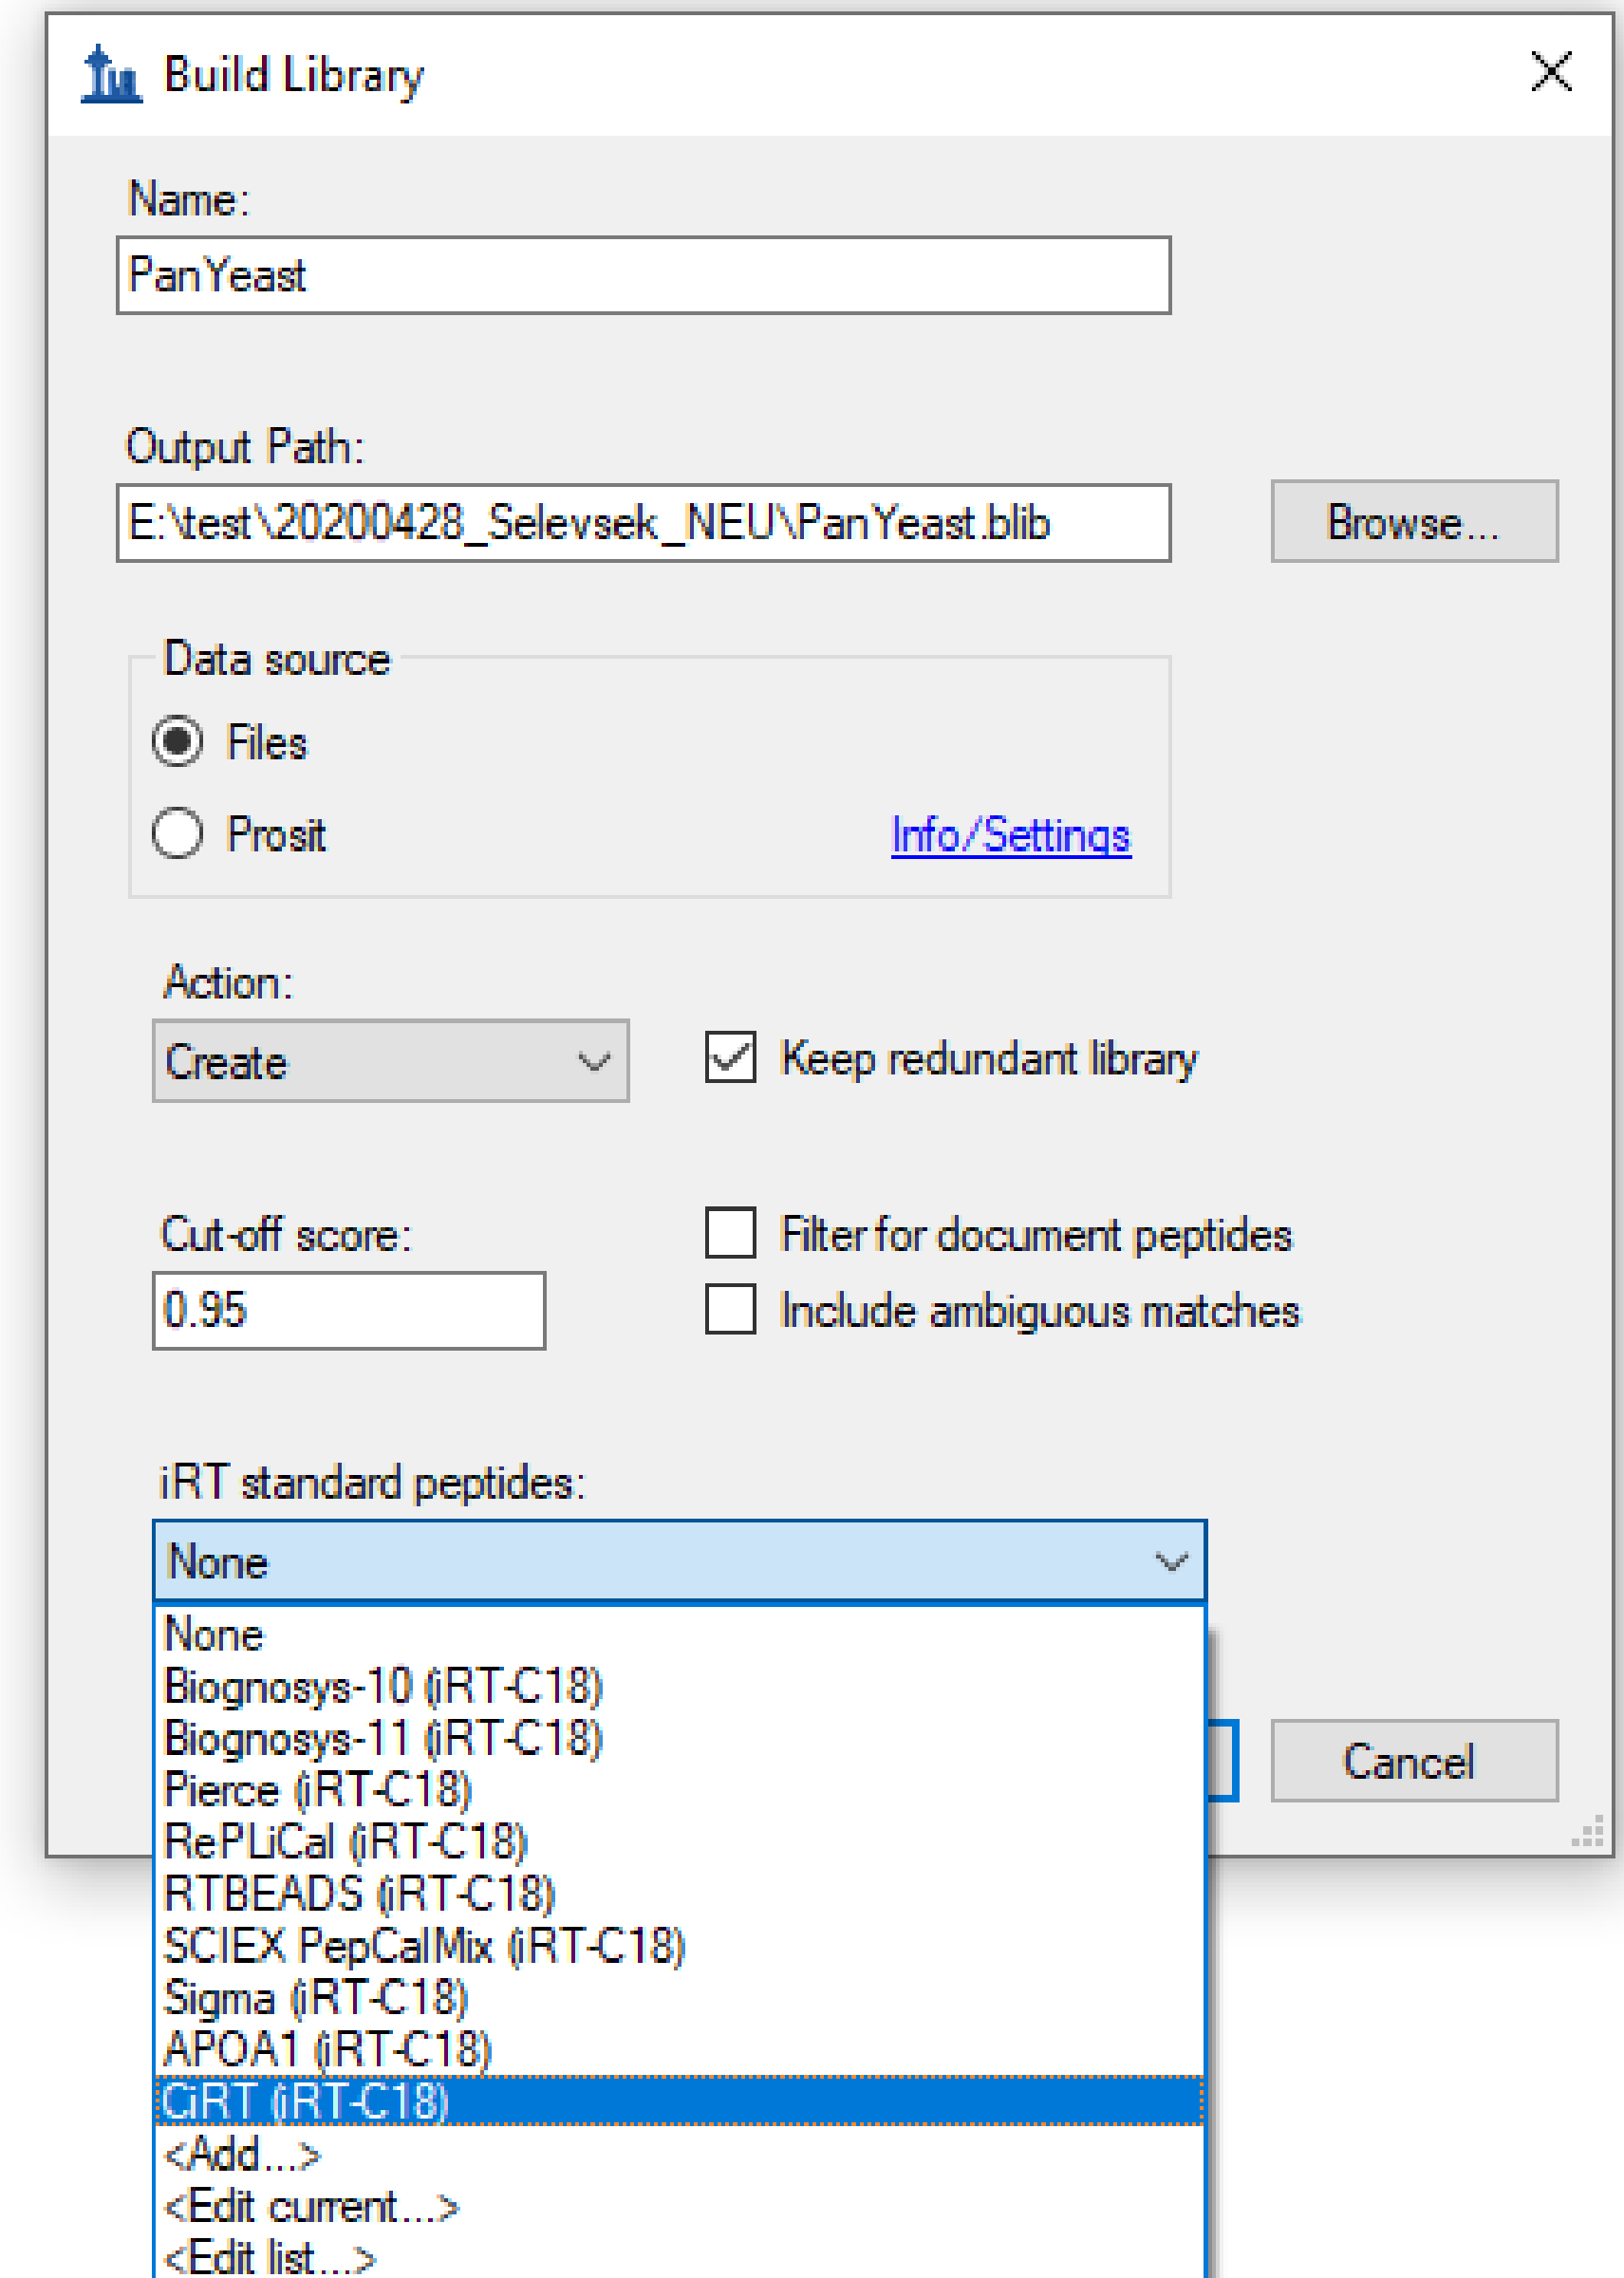 Build Library
Name:
PanYeast
Output Path:
E:\test\20200428_Selevsek_NEU\PanYeast.blib
Browse...
Data source
Files
Prosit
Info/Settings
Action:
Create
Keep redundant library
Cut-off score:
Filter for document peptides
0.95
Include ambiguous matches
iRT standard peptides:
None
None
Biognosys-10 (iRT-C18)
Biognosys-11 (iRT-C18)
Pierce (iRT-C18)
RePLiCal (iRT-C18)
RTBEADS (iRT-C18)
SCIEX PepCalMix (iRT-C18)
Sigma (iRT-C18)
APOA1 (iRT-C18)
CiRT (iRT-C18)
<Add...>
<Edit current...>
<Edit list...>
Cancel